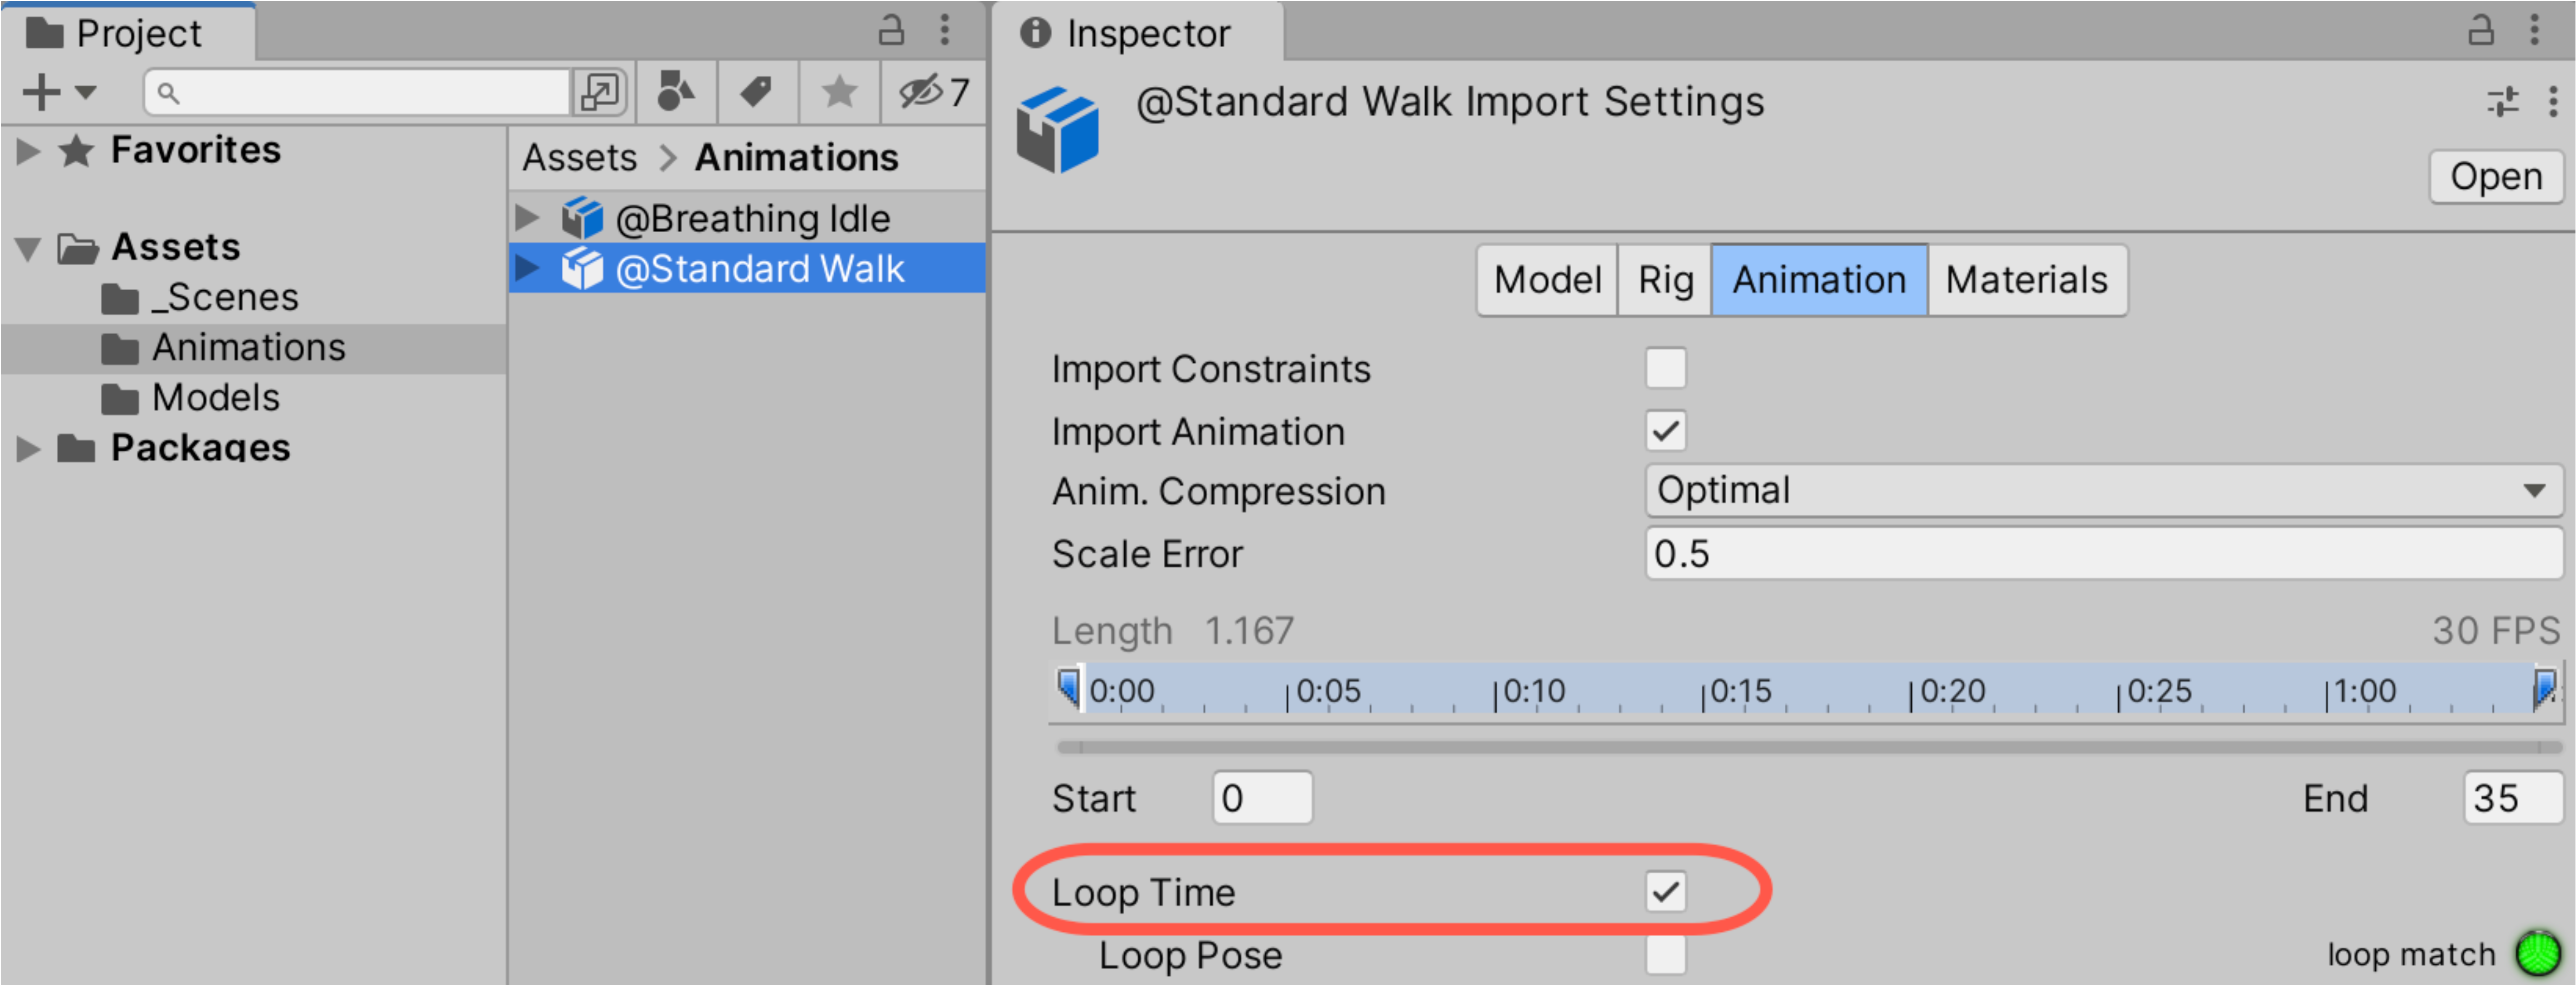 Project
7
Favorites
Assets
_Scenes
Animations
Models
Packages
Assets > Animations
@Breathing Idle
@Standard Walk
Inspector
@Standard Walk Import Settings
Open
Model Rig Animation Materials
Import Constraints
Import Animation
Anim. Compression Optimal
Scale Error 0.5
Length 1.167 30 FPS
0:00 0:05 0:10 0:15 0:20 0:25 1:00
Start 0 End 35
Loop Time
Loop Pose loop match